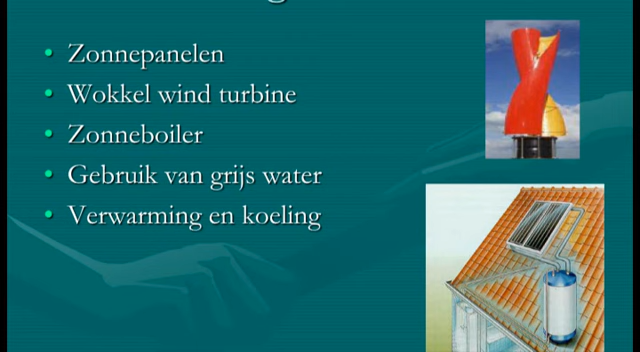 Zonnepanelen
Wokkel wind turbine
Zonneboiler
Gebruik van grijs water
Verwarming en koeling